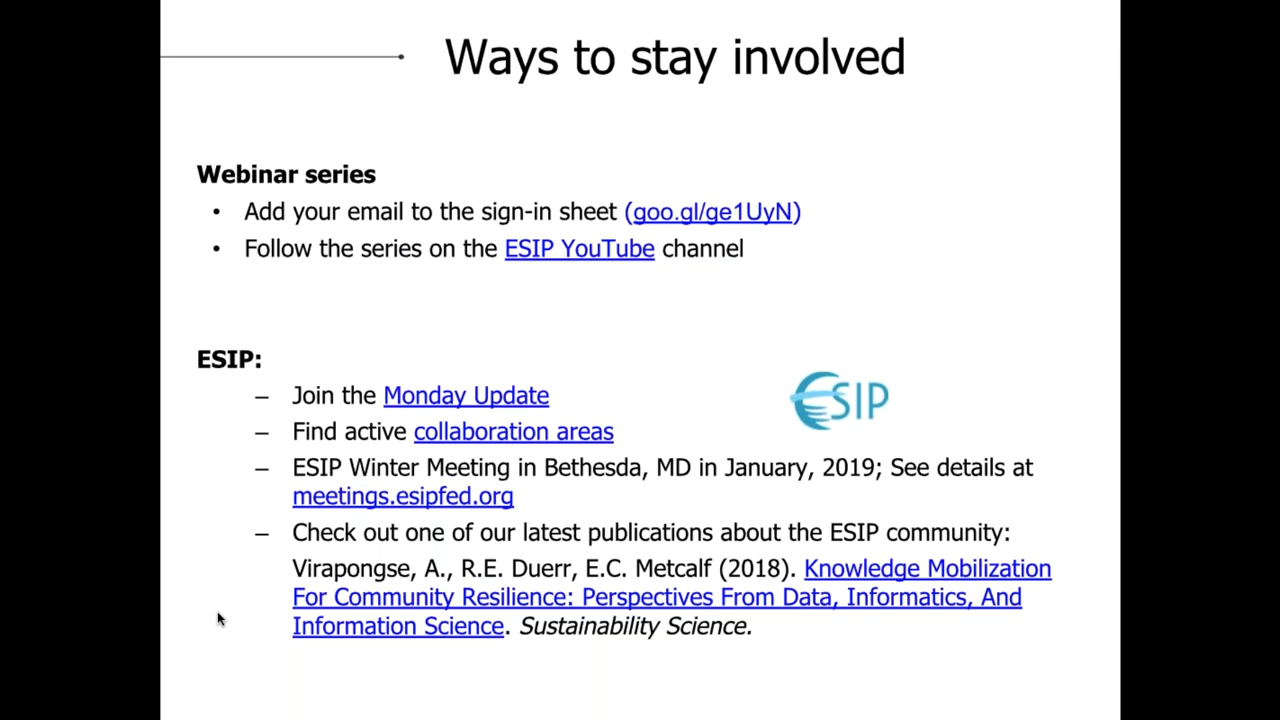 Ways to stay involved
Webinar series
• Add your email to the sign-in sheet (goo.gl/ge1UyN)
• Follow the series on the ESIP YouTube channel
ESIP:
– Join the Monday Update
ESIP
– Find active collaboration areas
– ESIP Winter Meeting in Bethesda, MD in January, 2019; See details at
meetings.esipfed.org
– Check out one of our latest publications about the ESIP community:
Virapongse, A., R.E. Duerr, E.C. Metcalf (2018). Knowledge Mobilization
For Community Resilience: Perspectives From Data, Informatics, And
Information Science. Sustainability Science.